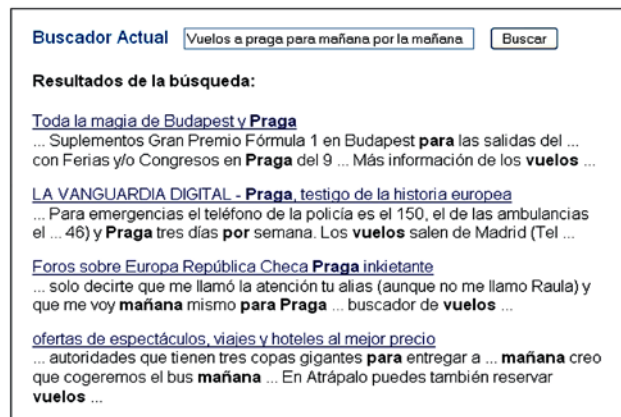 Buscador Actual Vuelos a praga para mañana por la mañana Buscar
Resultados de la búsqueda:
Toda la magia de Budapest y Praga
... Suplementos Gran Premio Fórmula 1 en Budapest para las salidas del ...
con Ferias y/o Congresos en Praga del 9 ... Más información de los vuelos ...
LA VANGUARDIA DIGITAL - Praga, testigo de la historia europea
... Para emergencias el teléfono de la policía es el 150, el de las ambulancias
el ... 46) y Praga tres días por semana. Los vuelos salen de Madrid (Tel ...
Foros sobre Europa República Checa Praga inkietante
... solo decirte que me llamó la atención tu alias (aunque no me llamo Raula) y
que me voy mañana mismo para Praga ... buscador de vuelos ...
ofertas de espectáculos, viajes y hoteles al mejor precio
... autoridades que tienen tres copas gigantes para entregar a ... mañana creo
que cogeremos el bus mañana ... En Atrápalo puedes también reservar
vuelos ...